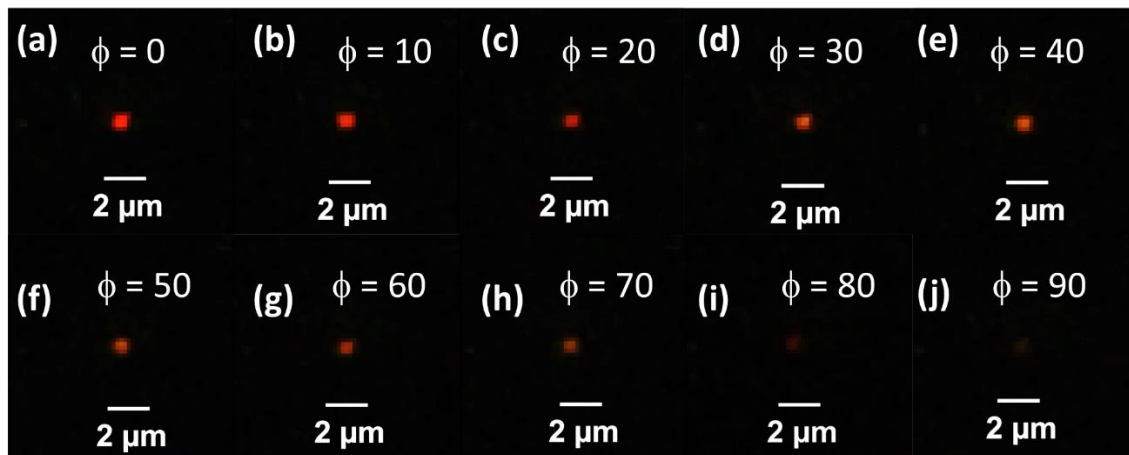 (a) ϕ = 0
2 µm
(b) ϕ = 10
2 µm
(c) ϕ = 20
2 µm
(d) ϕ = 30
2 µm
(e) ϕ = 40
2 µm
(f) ϕ = 50
2 µm
(g) ϕ = 60
2 µm
(h) ϕ = 70
2 µm
(i) ϕ = 80
2 µm
(j) ϕ = 90
2 µm